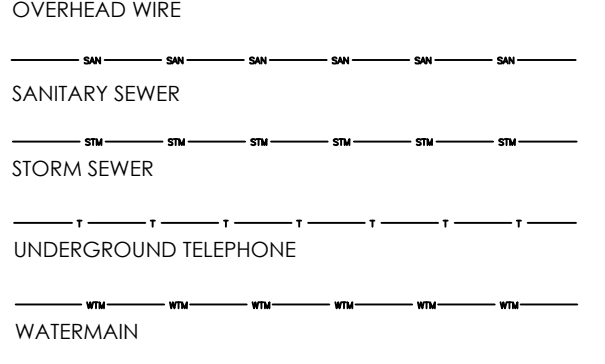 OVERHEAD WIRE
SAN SAN SAN SAN SAN SAN
SANITARY SEWER
STM STM STM STM STM STM
STORM SEWER
T T T T T T T
UNDERGROUND TELEPHONE
WTM WTM WTM WTM WTM WTM
WATERMAIN